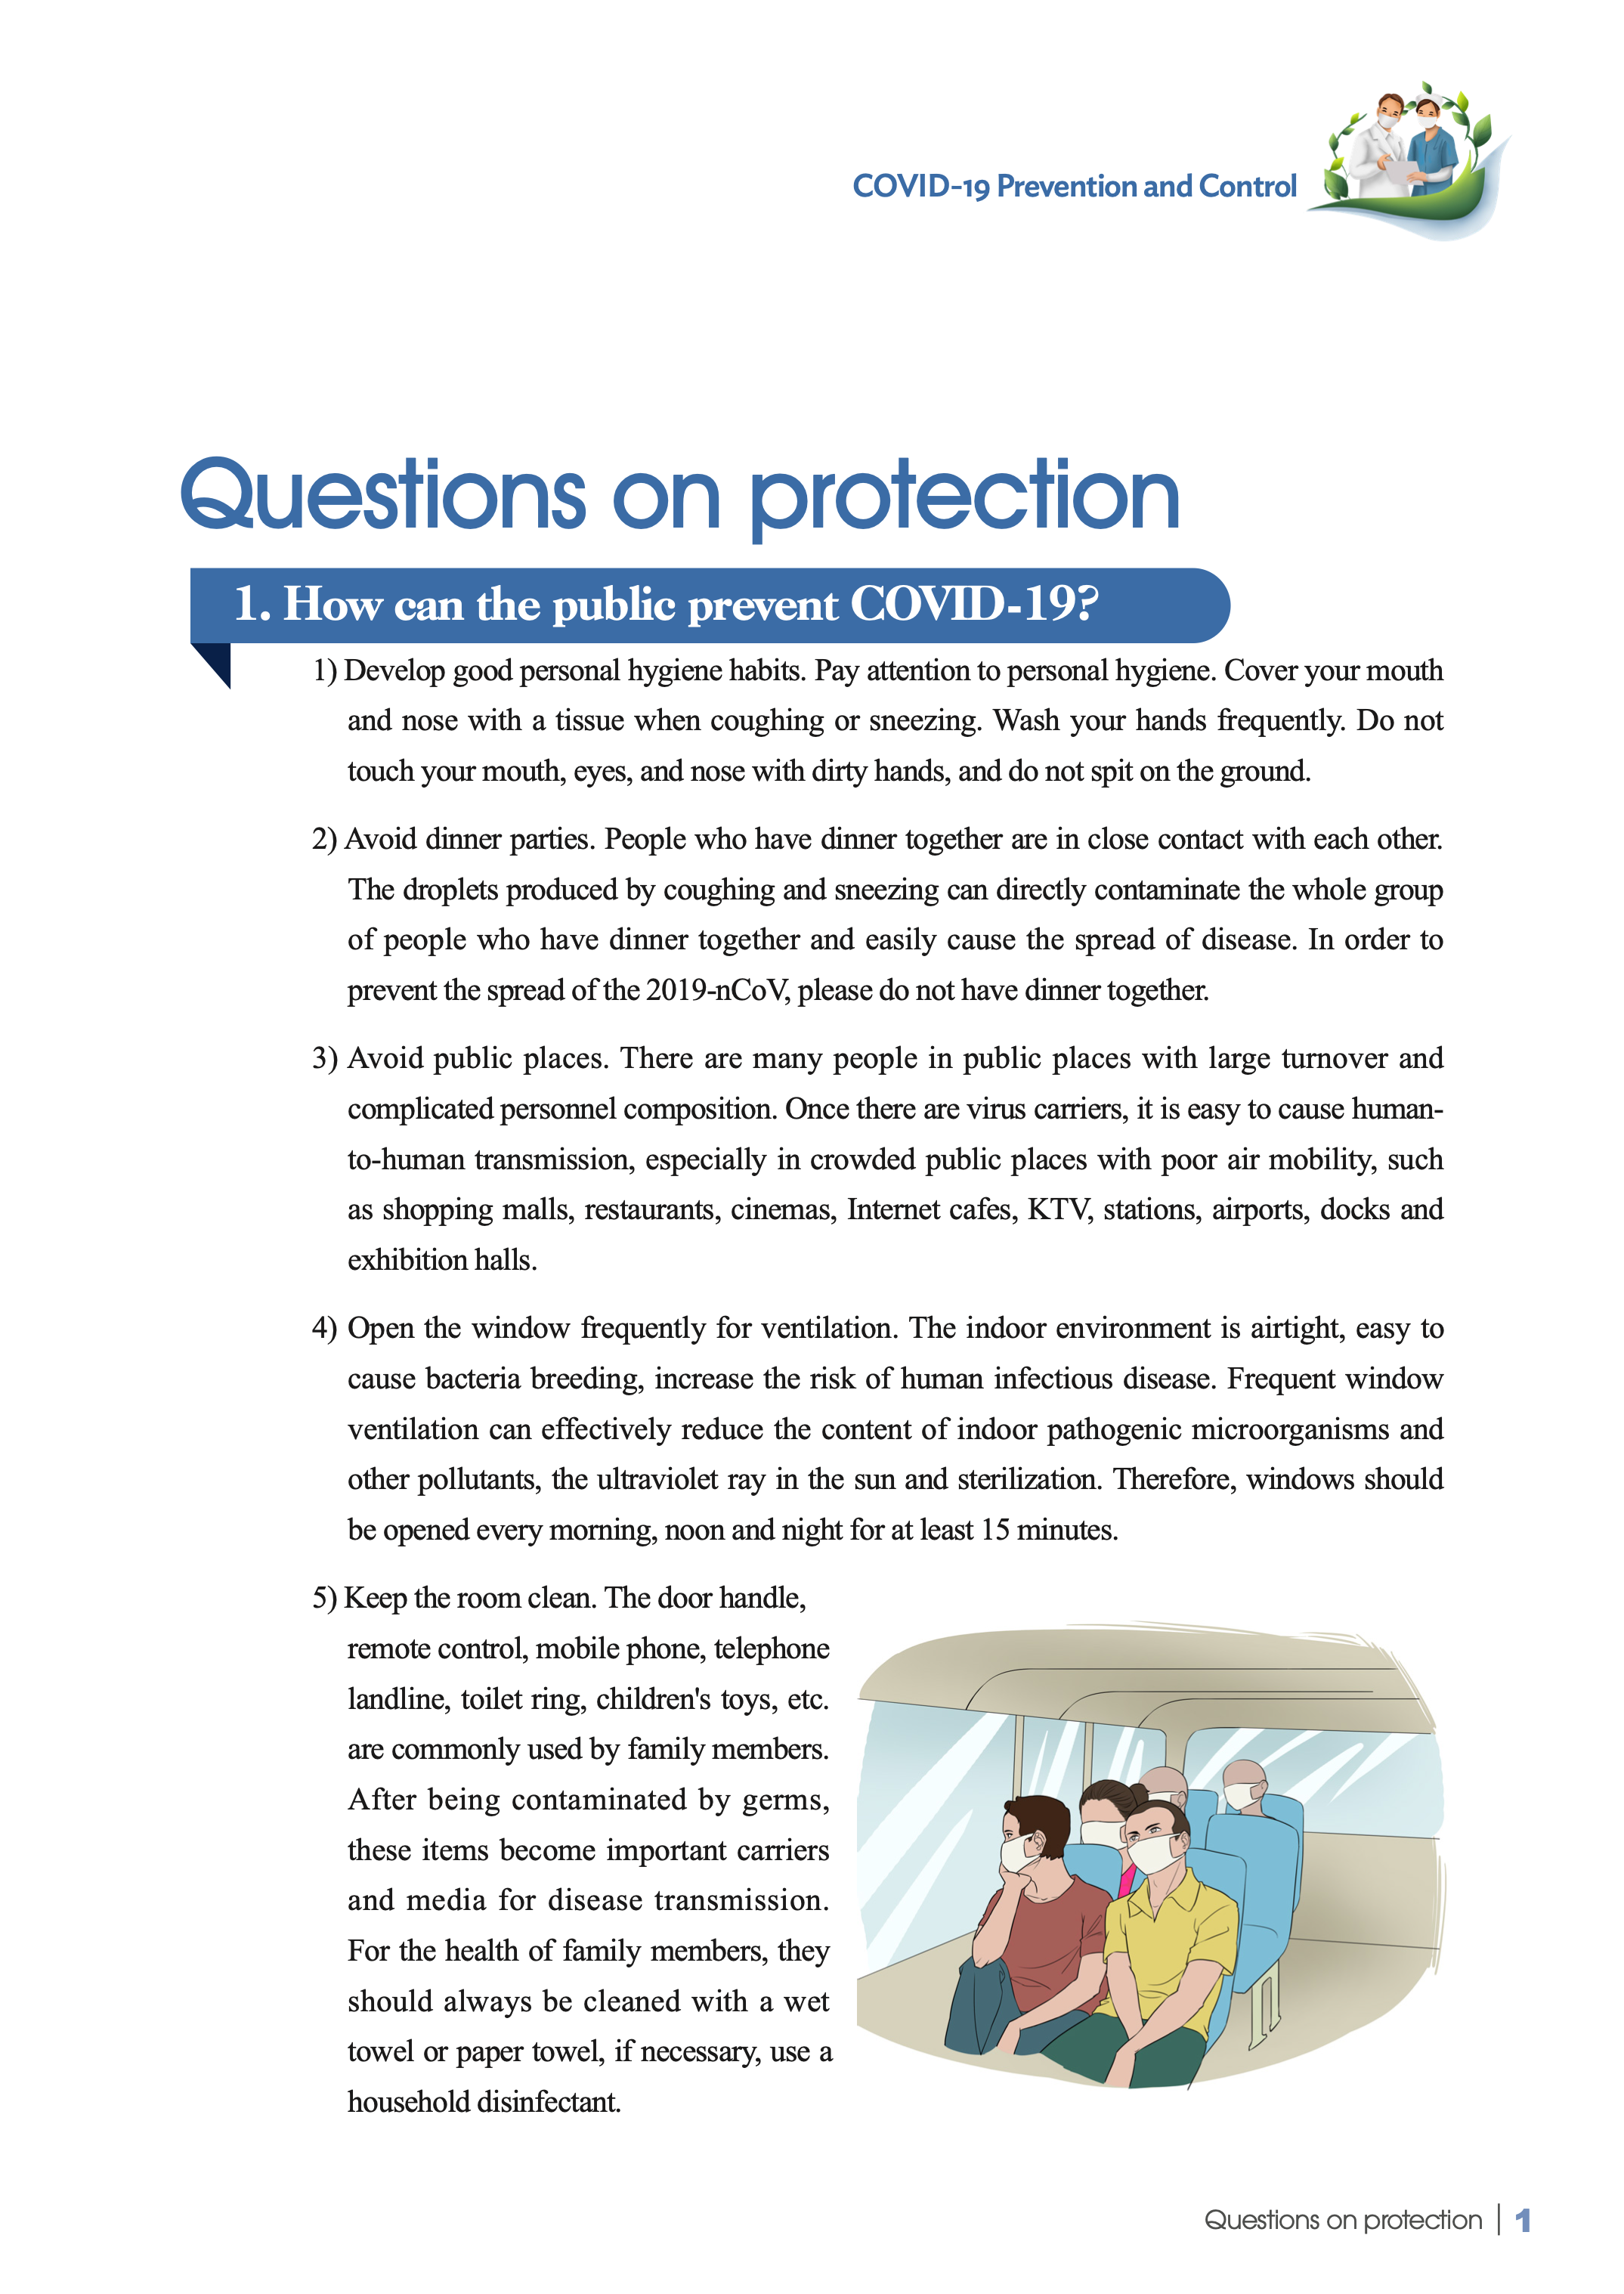 COVID-19 Prevention and Control
Questions on protection
1. How can the public prevent COVID-19?
1) Develop good personal hygiene habits. Pay attention to personal hygiene. Cover your mouth
and nose with a tissue when coughing or sneezing. Wash your hands frequently. Do not
touch your mouth, eyes, and nose with dirty hands, and do not spit on the ground.
2) Avoid dinner parties. People who have dinner together are in close contact with each other.
The droplets produced by coughing and sneezing can directly contaminate the whole group
of people who have dinner together and easily cause the spread of disease. In order to
prevent the spread of the 2019-nCoV, please do not have dinner together.
3) Avoid public places. There are many people in public places with large turnover and
complicated personnel composition. Once there are virus carriers, it is easy to cause human-
to-human transmission, especially in crowded public places with poor air mobility, such
as shopping malls, restaurants, cinemas, Internet cafes, KTV, stations, airports, docks and
exhibition halls.
4) Open the window frequently for ventilation. The indoor environment is airtight, easy to
cause bacteria breeding, increase the risk of human infectious disease. Frequent window
ventilation can effectively reduce the content of indoor pathogenic microorganisms and
other pollutants, the ultraviolet ray in the sun and sterilization. Therefore, windows should
be opened every morning, noon and night for at least 15 minutes.
5) Keep the room clean. The door handle,
remote control, mobile phone, telephone
landline, toilet ring, children's toys, etc.
are commonly used by family members.
After being contaminated by germs,
these items become important carriers
and media for disease transmission.
For the health of family members, they
should always be cleaned with a wet
towel or paper towel, if necessary, use a
household disinfectant.
Questions on protection | 1